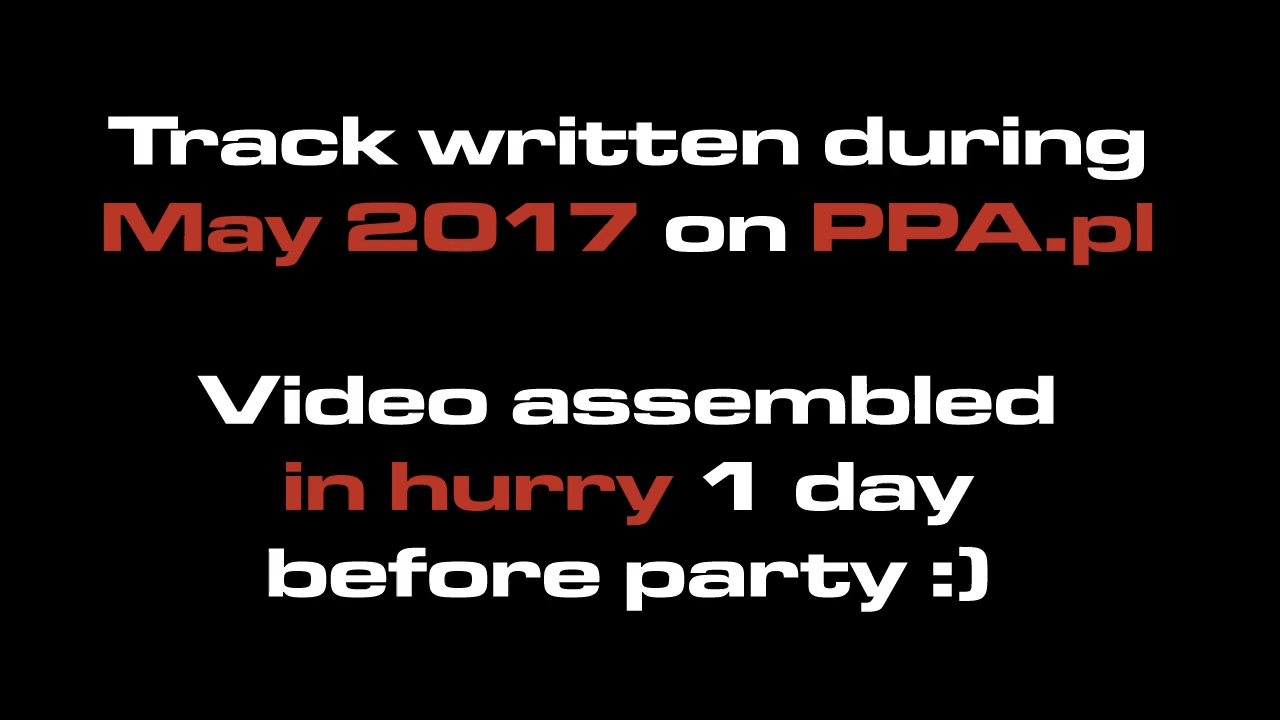 Track written during
May 2017 on PPA.pl
Video assembled
in hurry 1 day
before party :)